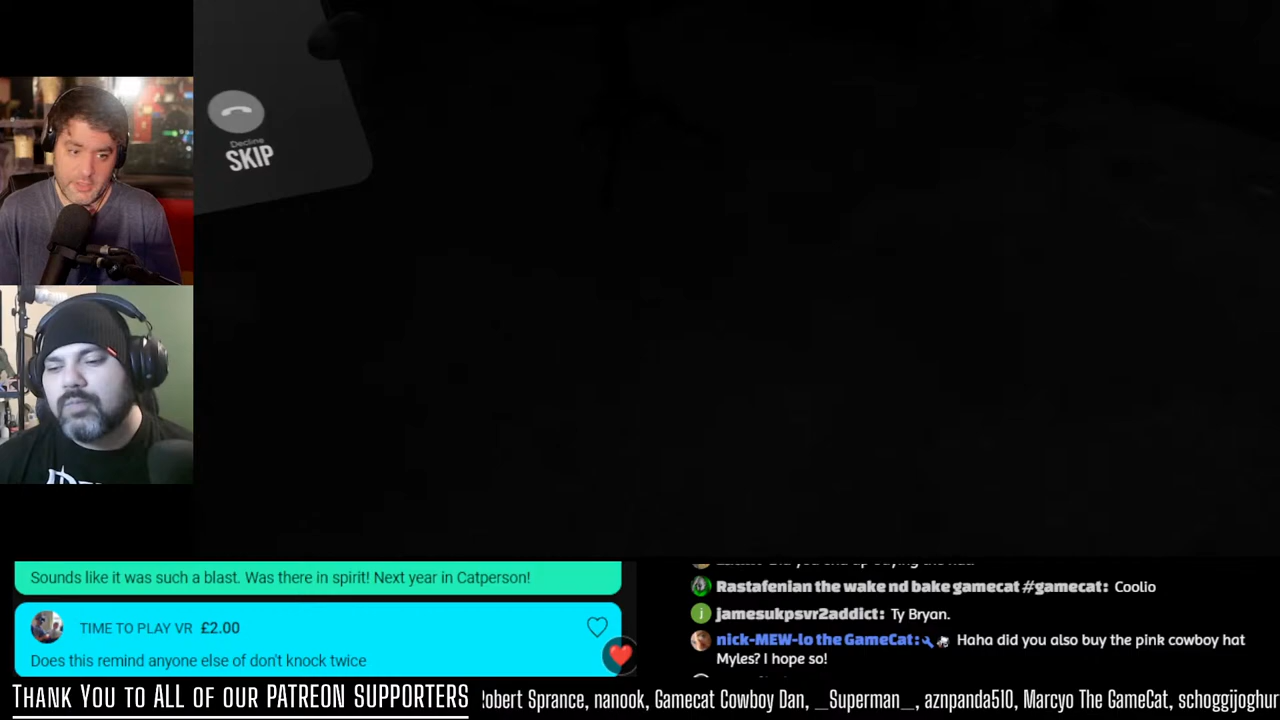 Decline
SKIP
Sounds like it was such a blast. Was there in spirit! Next year in Catperson!
TIME TO PLAY VR £2.00
Does this remind anyone else of don't knock twice
Rastafenian the wake nd bake gamecat #gamecat: Coolio
jamesukpsvr2addict: Ty Bryan.
nick-MEW-lo the GameCat: Haha did you also buy the pink cowboy hat
Myles? I hope so!
THANK YOU TO ALL OF OUR PATREON SUPPORTERS
Robert Sprance, nanook, Gamecat Cowboy Dan, __Superman__, aznpanda510, Marcyo The GameCat, schoggijoghur